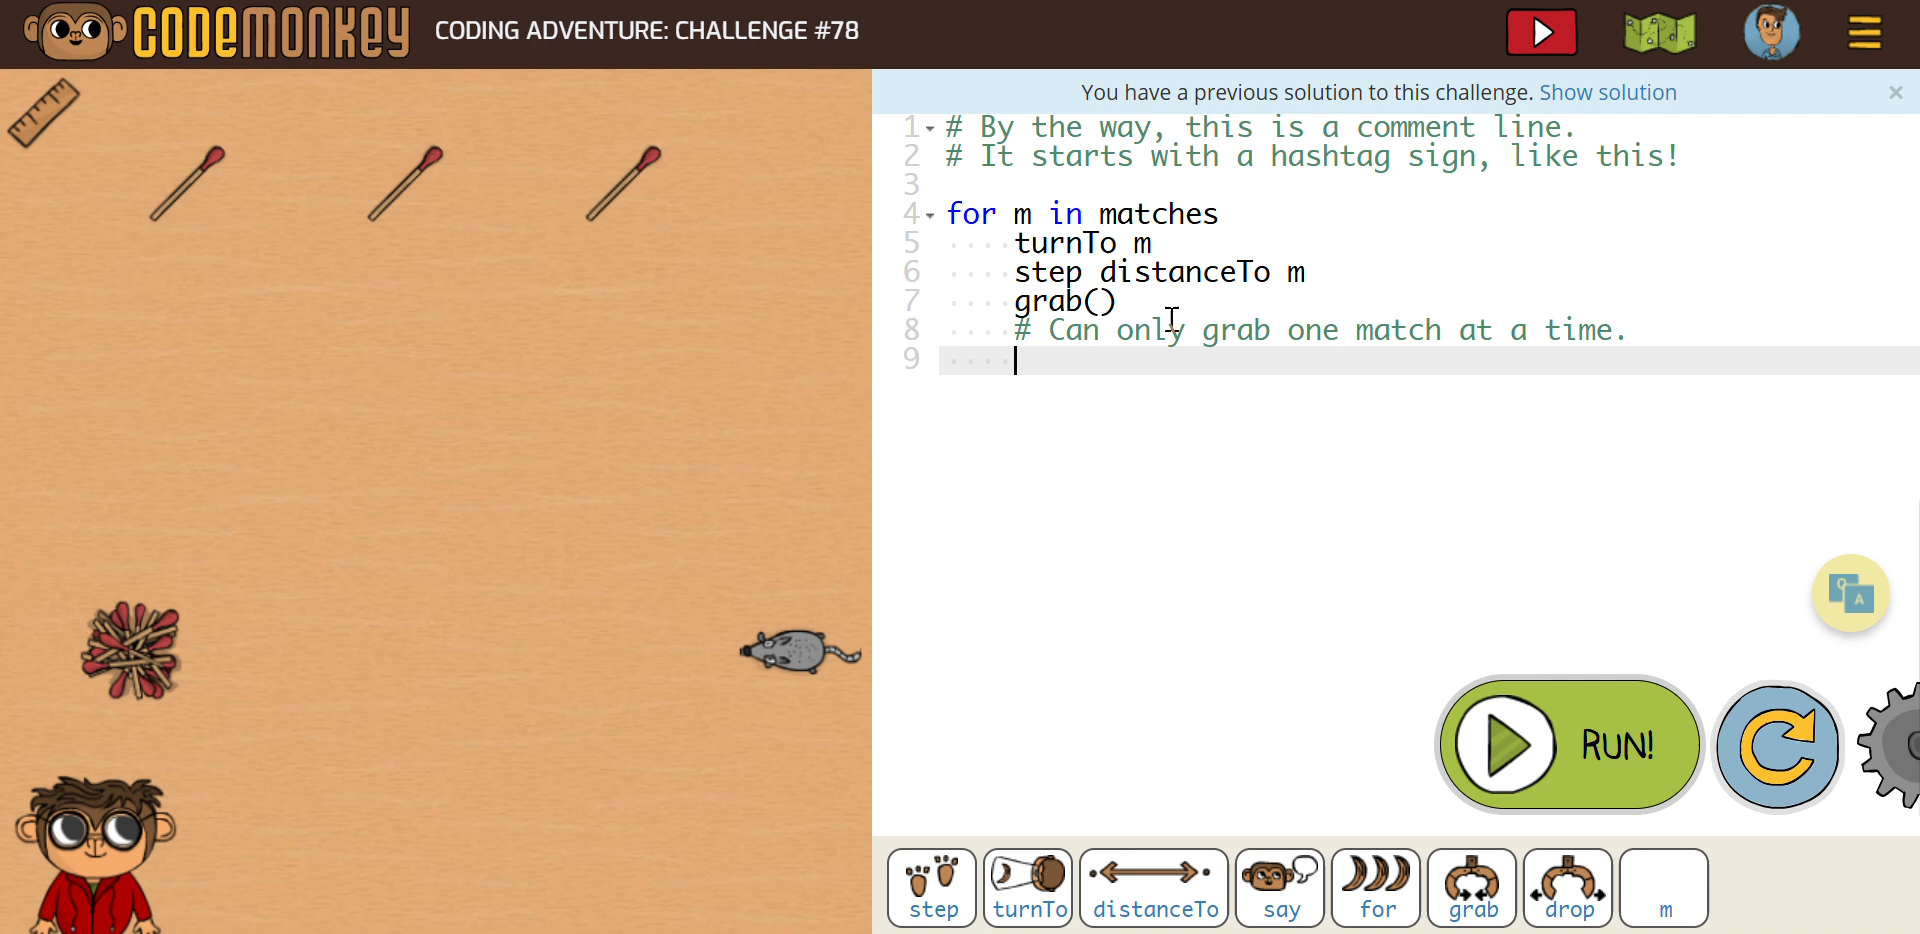 CODEMONKEY CODING ADVENTURE: CHALLENGE #78
You have a previous solution to this challenge. Show solution ×
1 # By the way, this is a comment line.
2 # It starts with a hashtag sign, like this!
3
4 for m in matches
5 turnTo m
6 step distanceTo m
7 grab()
8 # Can only grab one match at a time.
9
Q A
RUN!
step turnTo distanceTo say for grab drop m